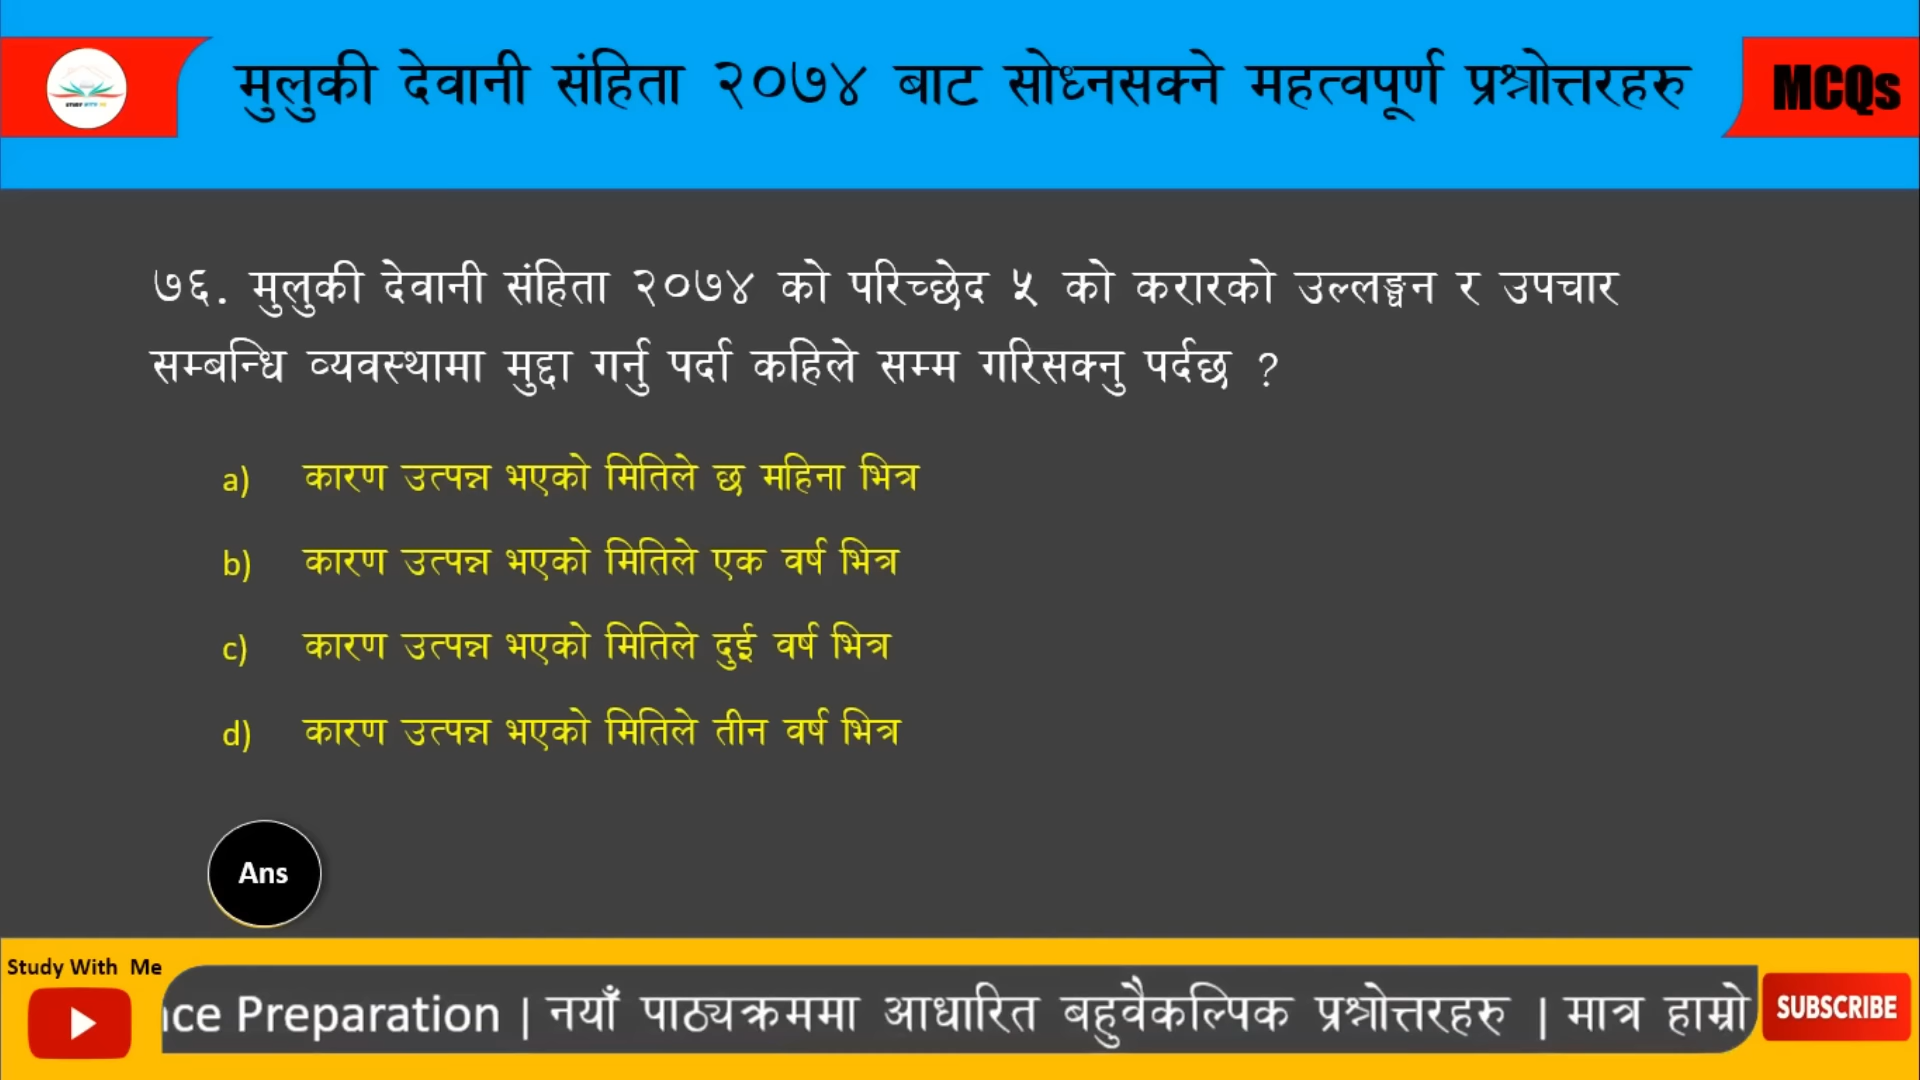 मुलुकी देवानी संहिता २०७४ बाट सोध्नसक्ने महत्वपूर्ण प्रश्नोत्तरहरु
MCQs
७६. मुलुकी देवानी संहिता २०७४ को परिच्छेद ५ को करारको उल्लङ्घन र उपचार
सम्बन्धि व्यवस्थामा मुद्दा गर्नु पर्दा कहिले सम्म गरिसक्नु पर्दछ ?
a) कारण उत्पन्न भएको मितिले छ महिना भित्र
b) कारण उत्पन्न भएको मितिले एक वर्ष भित्र
c) कारण उत्पन्न भएको मितिले दुई वर्ष भित्र
d) कारण उत्पन्न भएको मितिले तीन वर्ष भित्र
Ans
Study With Me
Preparation | नयाँ पाठ्यक्रममा आधारित बहुवैकल्पिक प्रश्नोत्तरहरु | मात्र हाम्रो
SUBSCRIBE